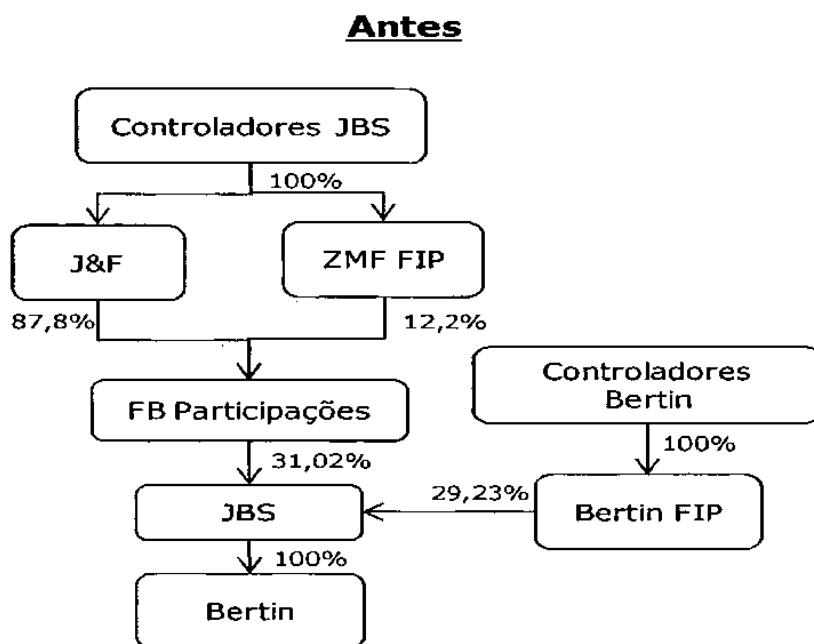 Antes
Controladores JBS
100%
J&F
ZMF FIP
87,8%
12,2%
FB Participações
Controladores
Bertin
31,02%
100%
29,23%
JBS
Bertin FIP
100%
Bertin